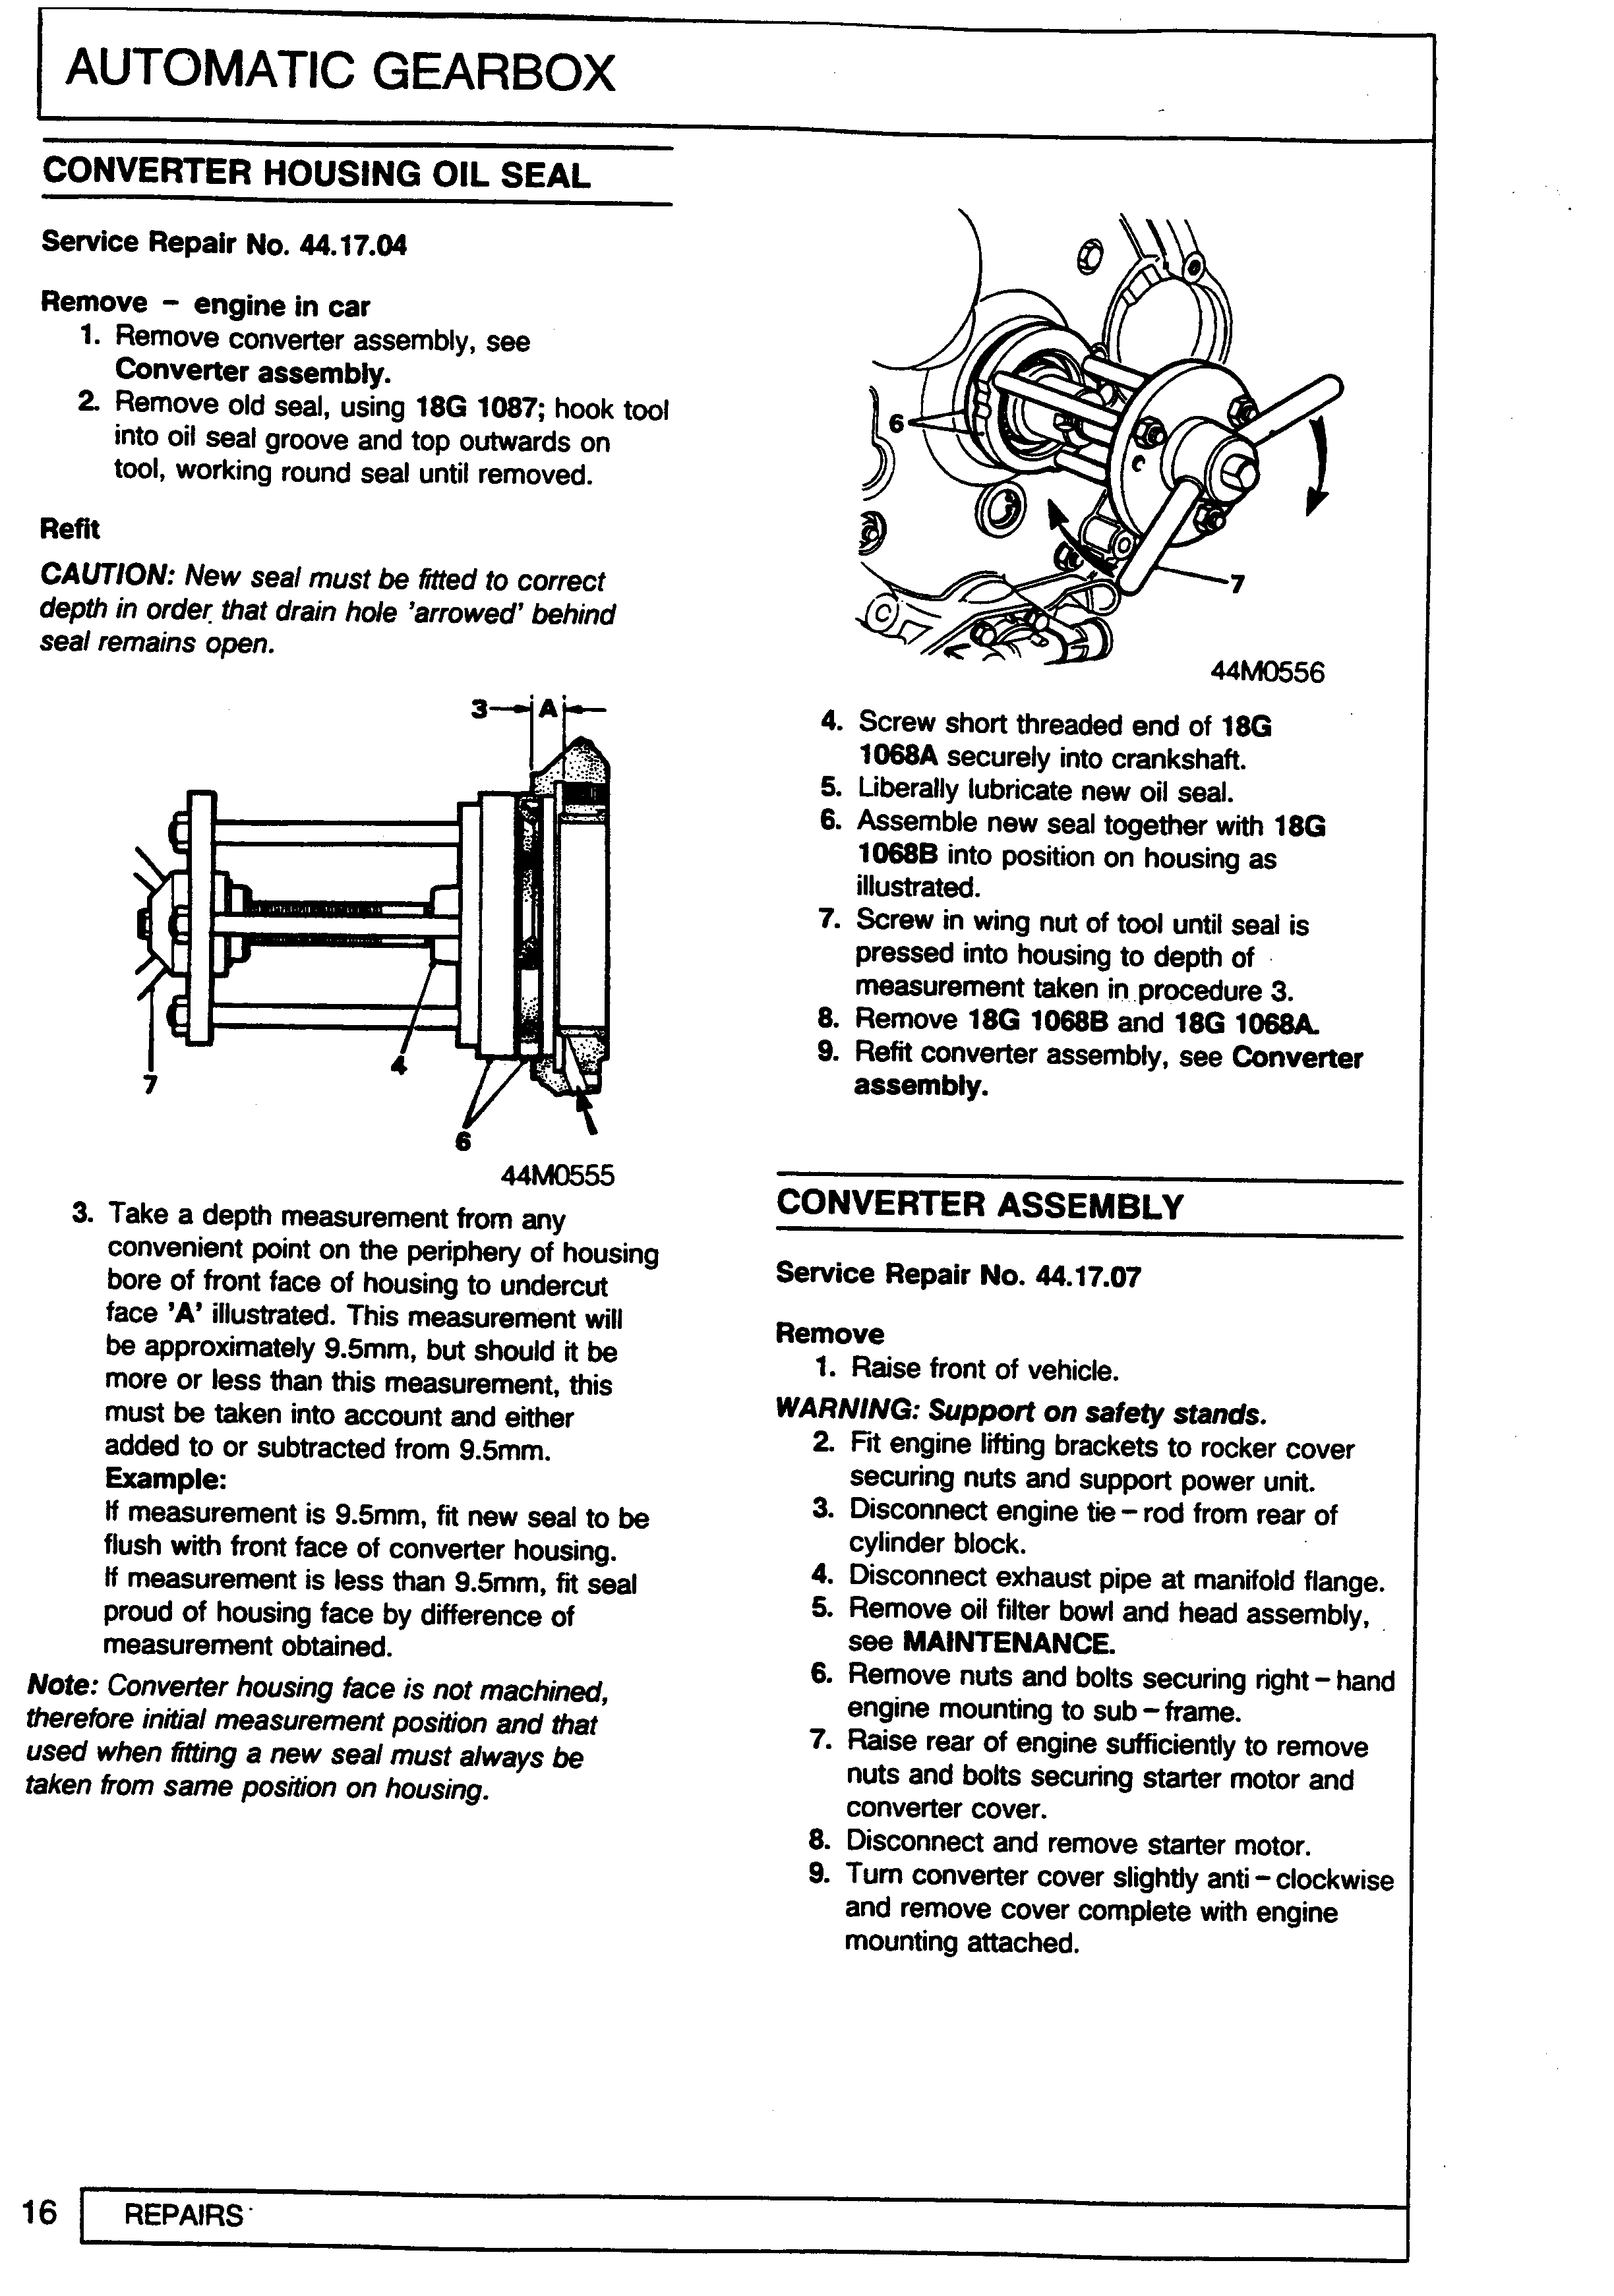 AUTOMATIC GEARBOX
CONVERTER HOUSING OIL SEAL
Service Repair No. 44.17.04
Remove – engine in car
1. Remove converter assembly, see
Converter assembly.
2. Remove old seal, using 18G 1087; hook tool
into oil seal groove and top outwards on
tool, working round seal until removed.
Refit
CAUTION: New seal must be fitted to correct
depth in order that drain hole 'arrowed' behind
seal remains open.
3 A
4
7
6
44M0555
3. Take a depth measurement from any
convenient point on the periphery of housing
bore of front face of housing to undercut
face 'A' illustrated. This measurement will
be approximately 9.5mm, but should it be
more or less than this measurement, this
must be taken into account and either
added to or subtracted from 9.5mm.
Example:
If measurement is 9.5mm, fit new seal to be
flush with front face of converter housing.
If measurement is less than 9.5mm, fit seal
proud of housing face by difference of
measurement obtained.
Note: Converter housing face is not machined,
therefore initial measurement position and that
used when fitting a new seal must always be
taken from same position on housing.
6
7
44M0556
4. Screw short threaded end of 18G
1068A securely into crankshaft.
5. Liberally lubricate new oil seal.
6. Assemble new seal together with 18G
1068B into position on housing as
illustrated.
7. Screw in wing nut of tool until seal is
pressed into housing to depth of
measurement taken in procedure 3.
8. Remove 18G 1068B and 18G 1068A.
9. Refit converter assembly, see Converter
assembly.
CONVERTER ASSEMBLY
Service Repair No. 44.17.07
Remove
1. Raise front of vehicle.
WARNING: Support on safety stands.
2. Fit engine lifting brackets to rocker cover
securing nuts and support power unit.
3. Disconnect engine tie – rod from rear of
cylinder block.
4. Disconnect exhaust pipe at manifold flange.
5. Remove oil filter bowl and head assembly,
see MAINTENANCE.
6. Remove nuts and bolts securing right – hand
engine mounting to sub – frame.
7. Raise rear of engine sufficiently to remove
nuts and bolts securing starter motor and
converter cover.
8. Disconnect and remove starter motor.
9. Turn converter cover slightly anti – clockwise
and remove cover complete with engine
mounting attached.
16 REPAIRS